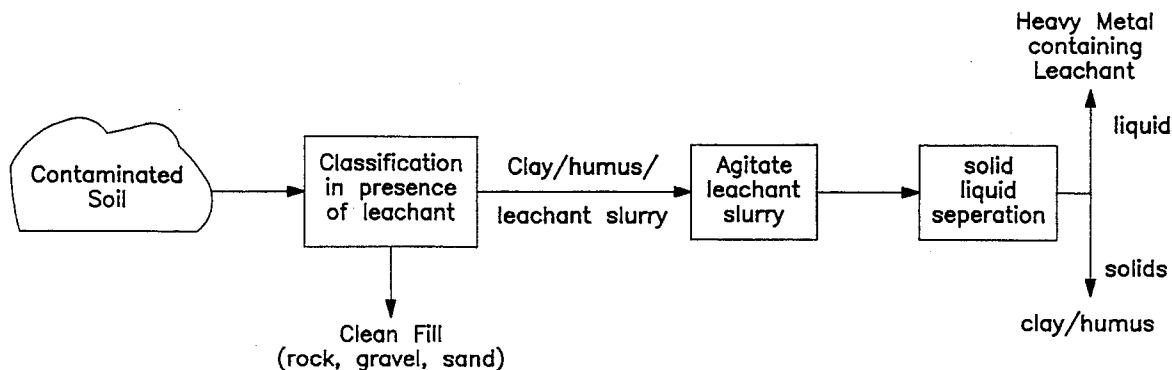 Contaminated
Soil
Classification
in presence
of leachant
Clean Fill
(rock, gravel, sand)
Clay/humus/
leachant slurry
Agitate
leachant
slurry
solid
liquid
seperation
Heavy Metal
containing
Leachant
liquid
solids
clay/humus